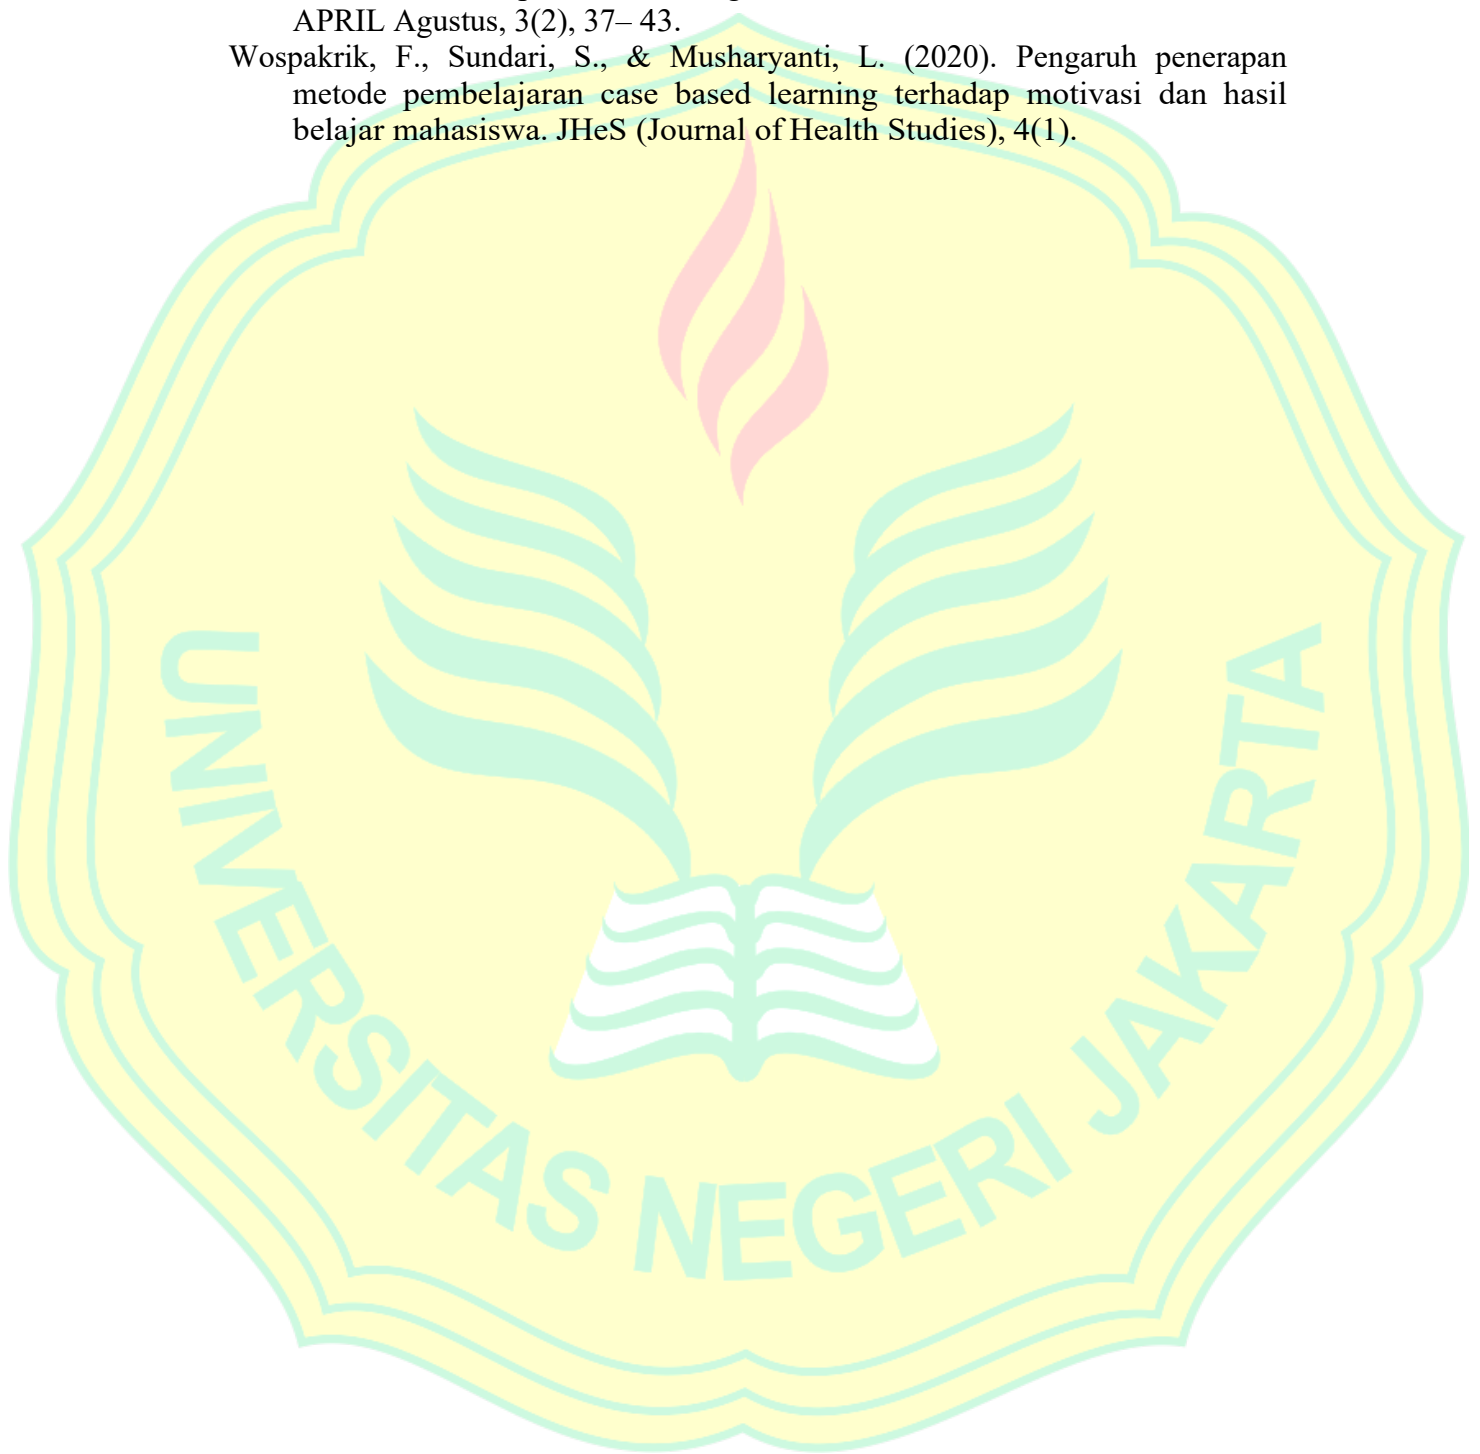 APRIL Agustus, 3(2), 37– 43.
Wospakrik, F., Sundari, S., & Musharyanti, L. (2020). Pengaruh penerapan
metode pembelajaran case based learning terhadap motivasi dan hasil
belajar mahasiswa. JHeS (Journal of Health Studies), 4(1).
UNIVERSITAS NEGERI JAKARTA